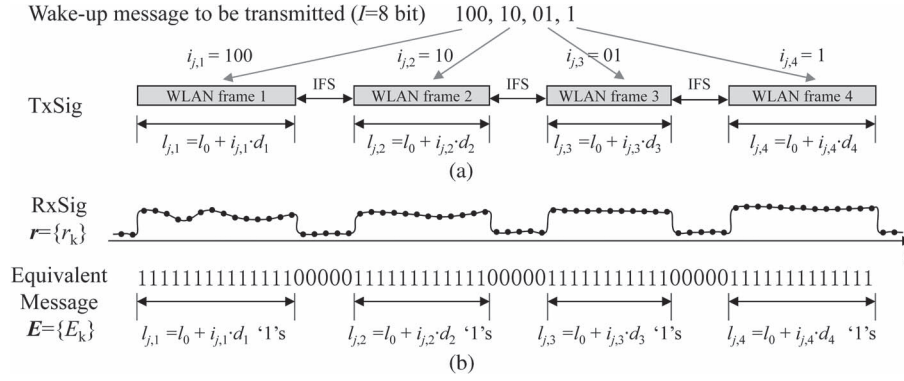 Wake-up message to be transmitted (I=8 bit) 100, 10, 01, 1
i_{j,1} = 100 i_{j,2} = 10 i_{j,3} = 01 i_{j,4} = 1
IFS IFS IFS
TxSig WLAN frame 1 WLAN frame 2 WLAN frame 3 WLAN frame 4
l_{j,1} =l_0 + i_{j,1}·d_1 l_{j,2} =l_0 + i_{j,2}·d_2 l_{j,3} =l_0 + i_{j,3}·d_3 l_{j,4} =l_0 + i_{j,4}·d_4
(a)
RxSig
r={r_k}
Equivalent 111111111111111000001111111111111000001111111111110000011111111111111
Message
E={E_k} l_{j,1} =l_0 + i_{j,1}·d_1 '1's l_{j,2} =l_0 + i_{j,2}·d_2 '1's l_{j,3} =l_0 + i_{j,3}·d_3 '1's l_{j,4} =l_0 + i_{j,4}·d_4 '1's
(b)